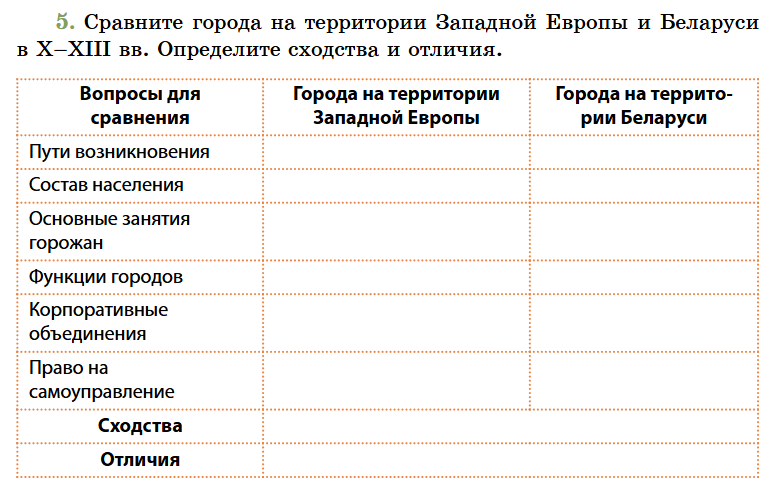 5. Сравните города на территории Западной Европы и Беларуси
в X–XIII вв. Определите сходства и отличия.
Вопросы для
сравнения
Города на территории
Западной Европы
Города на террито-
рии Беларуси
Пути возникновения
Состав населения
Основные занятия
горожан
Функции городов
Корпоративные
объединения
Право на
самоуправление
Сходства
Отличия